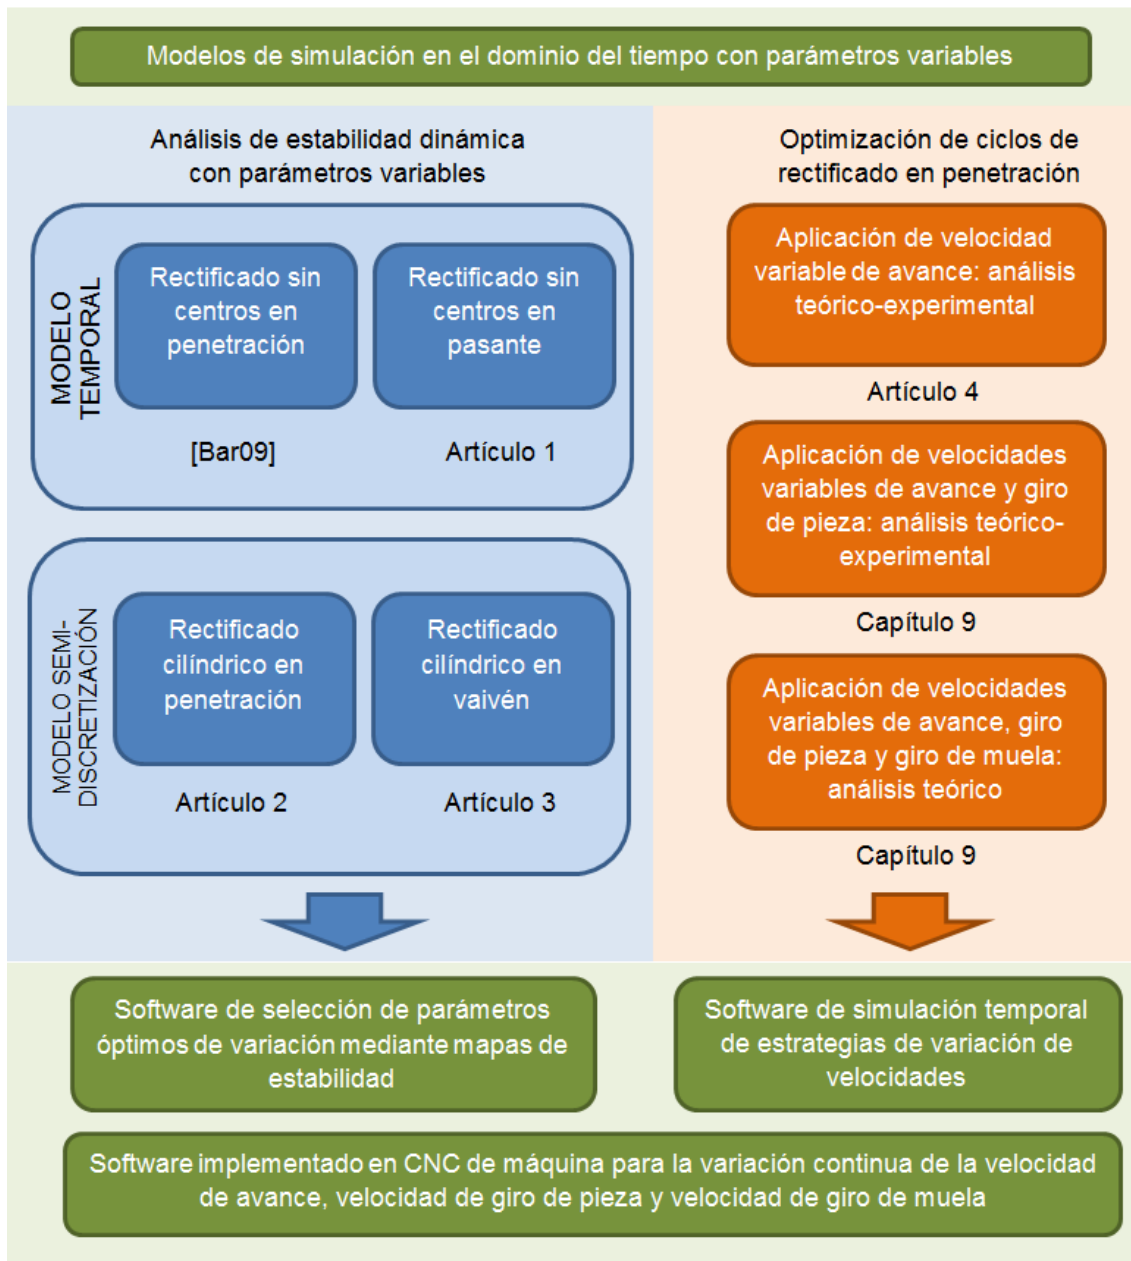 Modelos de simulación en el dominio del tiempo con parámetros variables
Análisis de estabilidad dinámica
con parámetros variables
MODELO
TEMPORAL
Rectificado sin
centros en
penetración
[Bar09]
Rectificado sin
centros en
pasante
Artículo 1
MODELO SEMI-
DISCRETIZACIÓN
Rectificado
cilíndrico en
penetración
Artículo 2
Rectificado
cilíndrico en
vaivén
Artículo 3
Optimización de ciclos de
rectificado en penetración
Aplicación de velocidad
variable de avance: análisis
teórico-experimental
Artículo 4
Aplicación de velocidades
variables de avance y giro
de pieza: análisis teórico-
experimental
Capítulo 9
Aplicación de velocidades
variables de avance, giro
de pieza y giro de muela:
análisis teórico
Capítulo 9
Software de selección de parámetros
óptimos de variación mediante mapas de
estabilidad
Software de simulación temporal
de estrategias de variación de
velocidades
Software implementado en CNC de máquina para la variación continua de la velocidad
de avance, velocidad de giro de pieza y velocidad de giro de muela